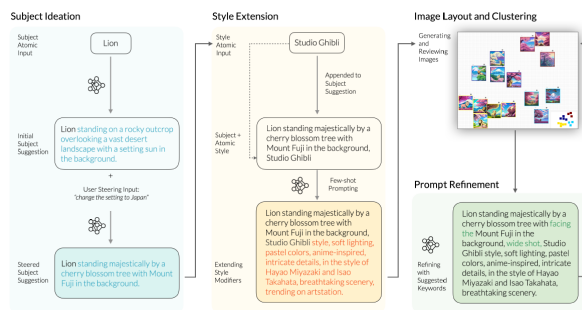 Subject Ideation
Subject
Atomic
Input
Lion
Initial
Subject
Suggestion
Lion standing on a rocky outcrop
overlooking a vast desert
landscape with a setting sun in
the background.
+
User Steering Input:
"change the setting to Japan"
Steered
Subject
Suggestion
Lion standing majestically by a
cherry blossom tree with Mount
Fuji in the background.
Style Extension
Style
Atomic
Input
Studio Ghibli
Appended to
Subject
Suggestion
Subject +
Atomic
Style
Lion standing majestically by a
cherry blossom tree with
Mount Fuji in the background,
Studio Ghibli
Few-shot
Prompting
Extending
Style
Modifiers
Lion standing majestically by a
cherry blossom tree with
Mount Fuji in the background,
Studio Ghibli style, soft lighting,
pastel colors, anime-inspired,
intricate details, in the style of
Hayao Miyazaki and Isao
Takahata, breathtaking scenery,
trending on artstation.
Image Layout and Clustering
Generating
and
Reviewing
Images
Prompt Refinement
Refining
with
Suggested
Keywords
Lion standing majestically by a
cherry blossom tree with facing
the Mount Fuji in the
background, wide shot, Studio
Ghibli style, soft lighting, pastel
colors, anime-inspired, intricate
details, in the style of Hayao
Miyazaki and Isao Takahata,
breathtaking scenery.